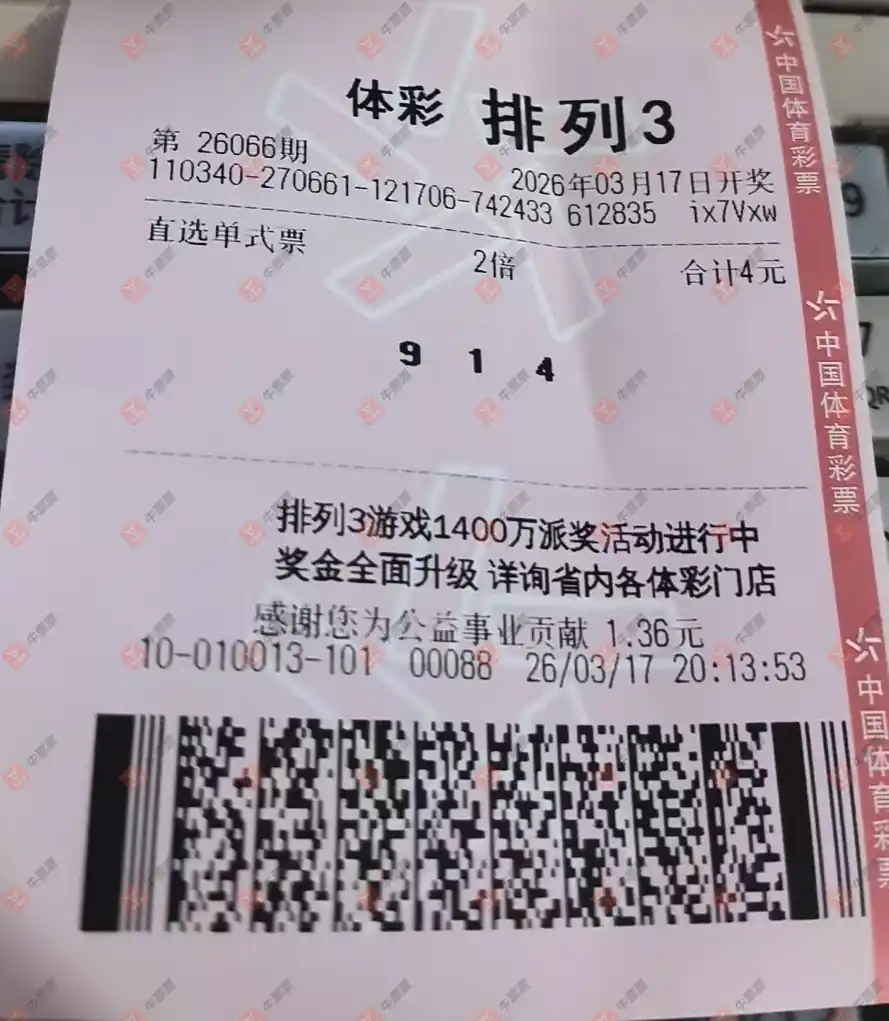 体彩 排列3
第 26066期
2026年03月17日开奖
110340-270661-121706-742433 612835 ix7Vxw
直选单式票
2倍
合计4元
9 1 4
排列3游戏1400万派奖活动进行中
奖金全面升级 详询省内各体彩门店
感谢您为公益事业贡献 1.36元
10-010013-101 00088 26/03/17 20:13:53
中国体育彩票
中国体育彩票
中国体育彩票
牛票票